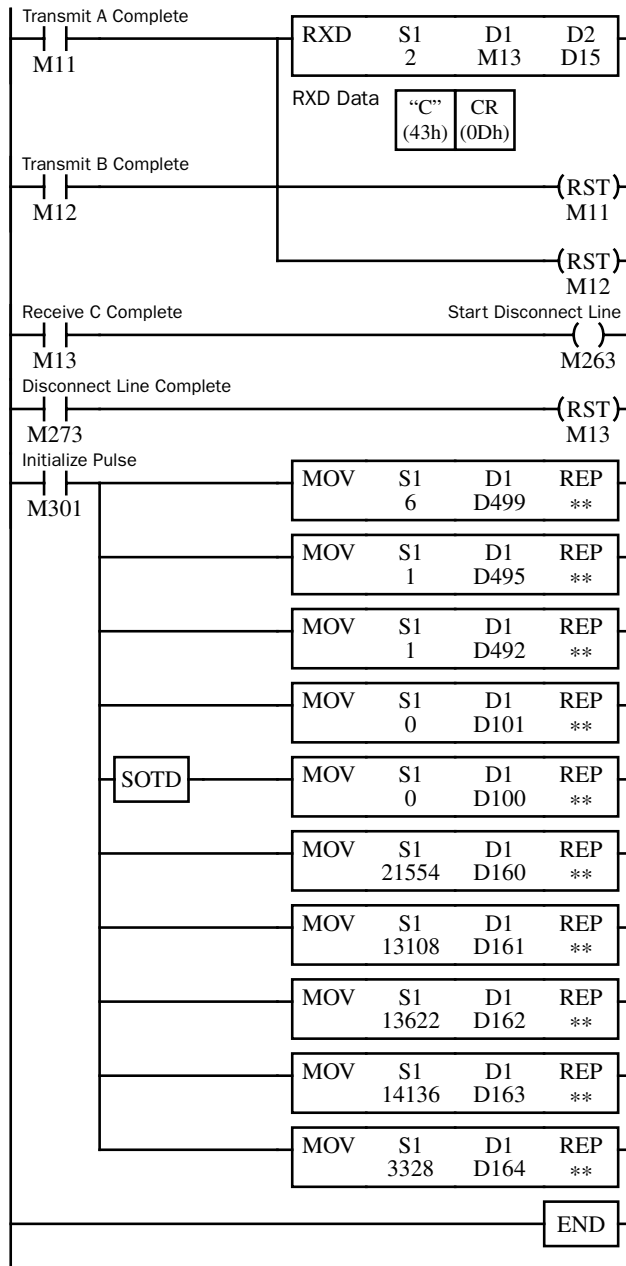 Transmit A Complete
M11
RXD S1 D1 D2
2 M13 D15
RXD Data
“C” CR
(43h) (0Dh)
Transmit B Complete
M12
RST
M11
RST
M12
Receive C Complete
Start Disconnect Line
M13
M263
Disconnect Line Complete
M273
RST
M13
Initialize Pulse
M301
MOV S1 D1 REP
6 D499 **
MOV S1 D1 REP
1 D495 **
MOV S1 D1 REP
1 D492 **
MOV S1 D1 REP
0 D101 **
SOTD
MOV S1 D1 REP
0 D100 **
MOV S1 D1 REP
21554 D160 **
MOV S1 D1 REP
13108 D161 **
MOV S1 D1 REP
13622 D162 **
MOV S1 D1 REP
14136 D163 **
MOV S1 D1 REP
3328 D164 **
END